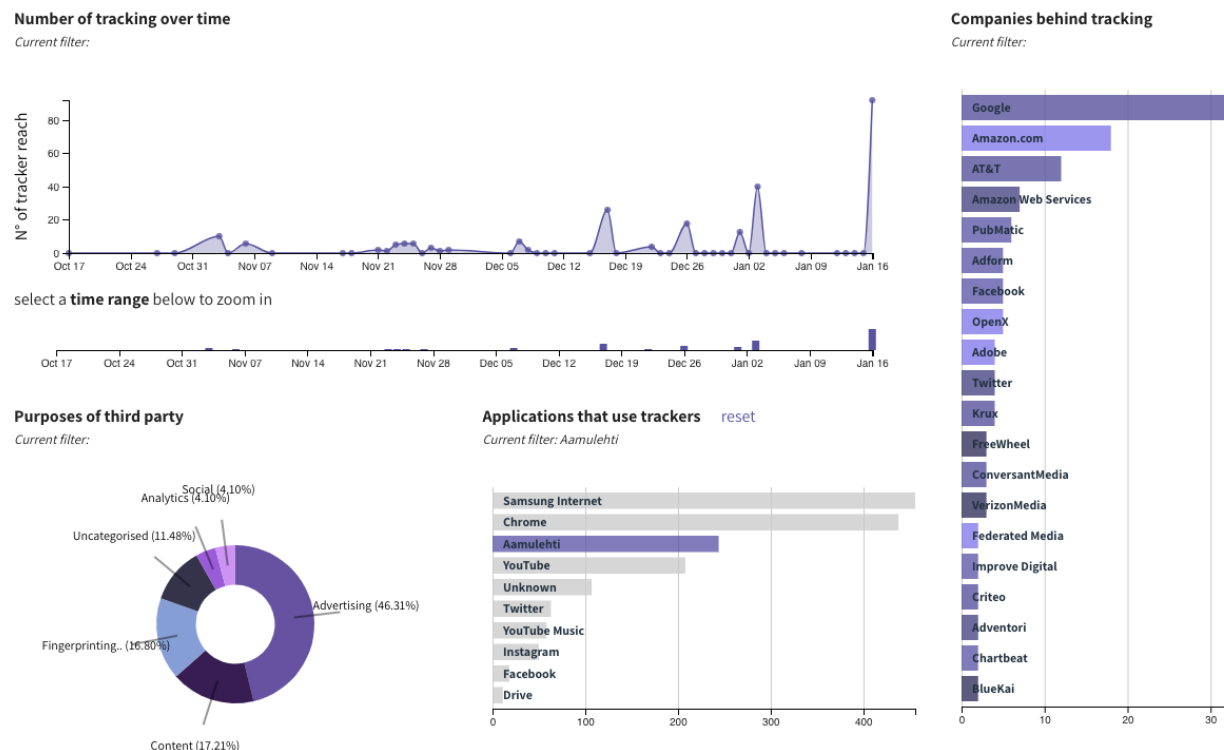 Number of tracking over time
Current filter:
N° of tracker reach
80
60
40
20
0
Oct 17 Oct 24 Oct 31 Nov 07 Nov 14 Nov 21 Nov 28 Dec 05 Dec 12 Dec 19 Dec 26 Jan 02 Jan 09 Jan 16
select a time range below to zoom in
Oct 17 Oct 24 Oct 31 Nov 07 Nov 14 Nov 21 Nov 28 Dec 05 Dec 12 Dec 19 Dec 26 Jan 02 Jan 09 Jan 16
Purposes of third party
Current filter:
Social (4.10%)
Analytics (4.10%)
Uncategorised (11.48%)
Advertising (46.31%)
Fingerprinting.. (16.80%)
Content (17.21%)
Applications that use trackers reset
Current filter: Aamulehti
Samsung Internet
Chrome
Aamulehti
YouTube
Unknown
Twitter
YouTube Music
Instagram
Facebook
Drive
0 100 200 300 400
Companies behind tracking
Current filter:
Google
Amazon.com
AT&T
Amazon Web Services
PubMatic
Adform
Facebook
OpenX
Adobe
Twitter
Krux
FreeWheel
ConversantMedia
VerizonMedia
Federated Media
Improve Digital
Criteo
Adventori
Chartbeat
BlueKai
0 10 20 30